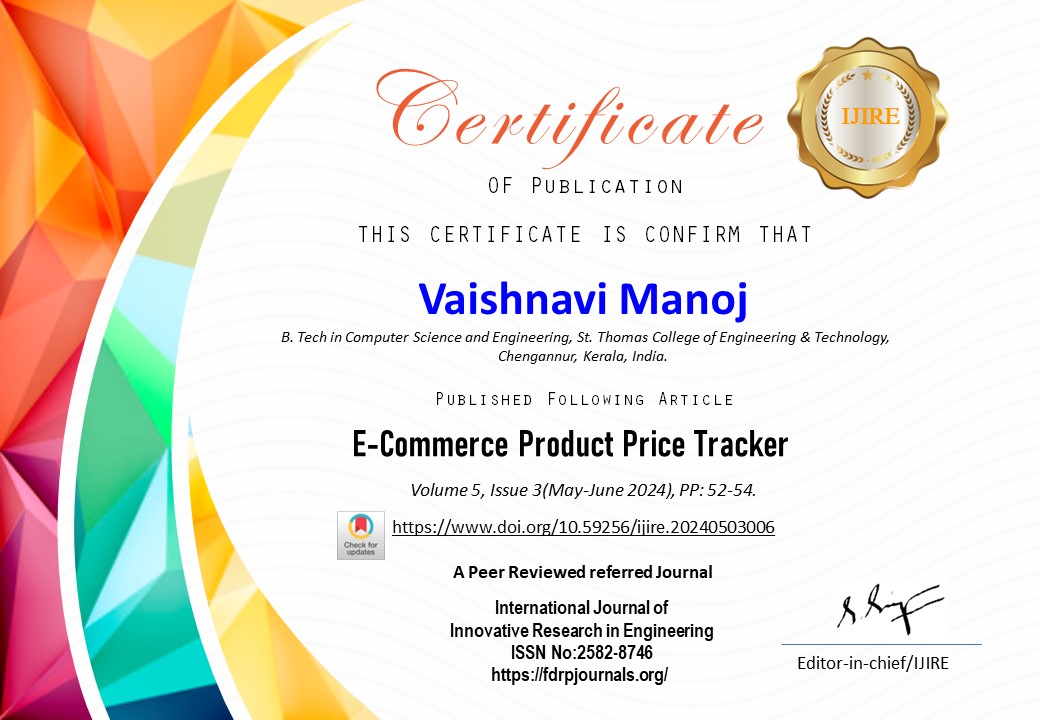 Certificate
IJIRE
OF PUBLICATION
THIS CERTIFICATE IS CONFIRM THAT
Vaishnavi Manoj
B. Tech in Computer Science and Engineering, St. Thomas College of Engineering & Technology,
Chengannur, Kerala, India.
PUBLISHED FOLLOWING ARTICLE
E-Commerce Product Price Tracker
Volume 5, Issue 3(May-June 2024), PP: 52-54.
Check for
updates
https://www.doi.org/10.59256/ijire.20240503006
A Peer Reviewed referred Journal
International Journal of
Innovative Research in Engineering
ISSN No:2582-8746
https://fdrpjournals.org/
Editor-in-chief/IJIRE